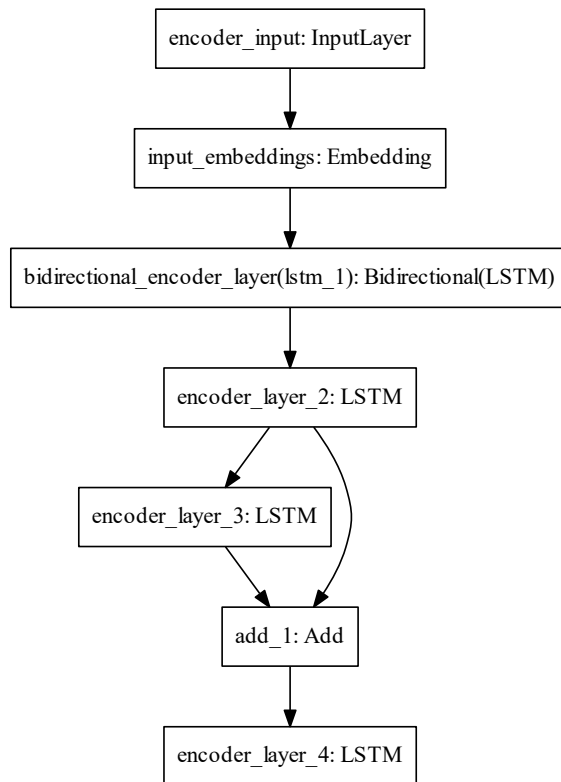 encoder_input: InputLayer
input_embeddings: Embedding
bidirectional_encoder_layer(lstm_1): Bidirectional(LSTM)
encoder_layer_2: LSTM
encoder_layer_3: LSTM
add_1: Add
encoder_layer_4: LSTM